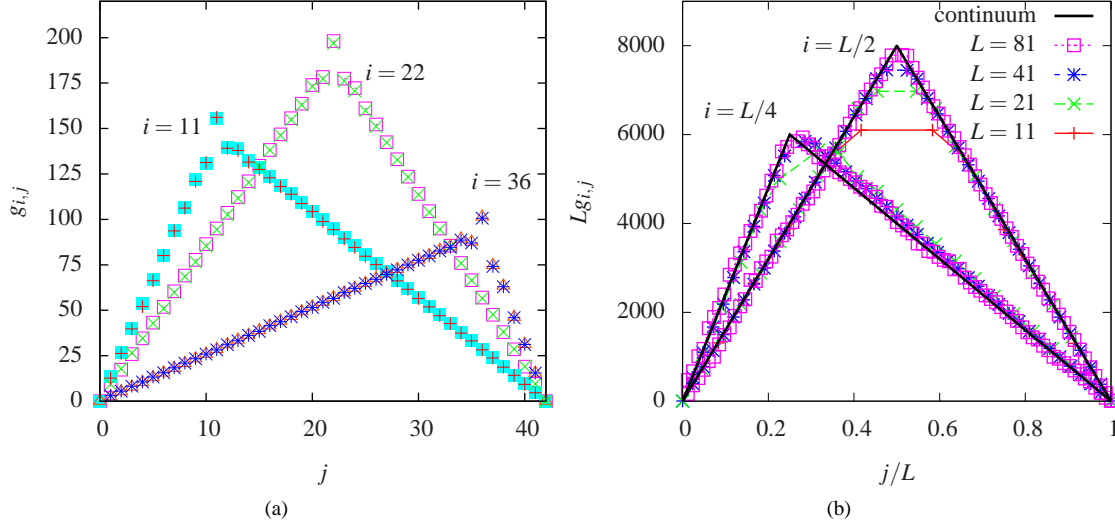 200
175
150
125
100
75
50
25
0
g_{i,j}
i = 22
i = 11
i = 36
0
10
20
30
40
j
(a)
8000
6000
4000
2000
0
Lg_{i,j}
continuum
L = 81
L = 41
L = 21
L = 11
i = L/2
i = L/4
0
0.2
0.4
0.6
0.8
1
j/L
(b)